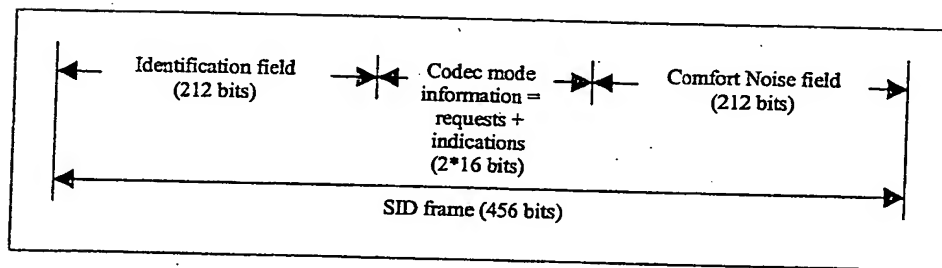 Identification field
(212 bits)
Codec mode
information =
requests +
indications
(2*16 bits)
Comfort Noise field
(212 bits)
SID frame (456 bits)